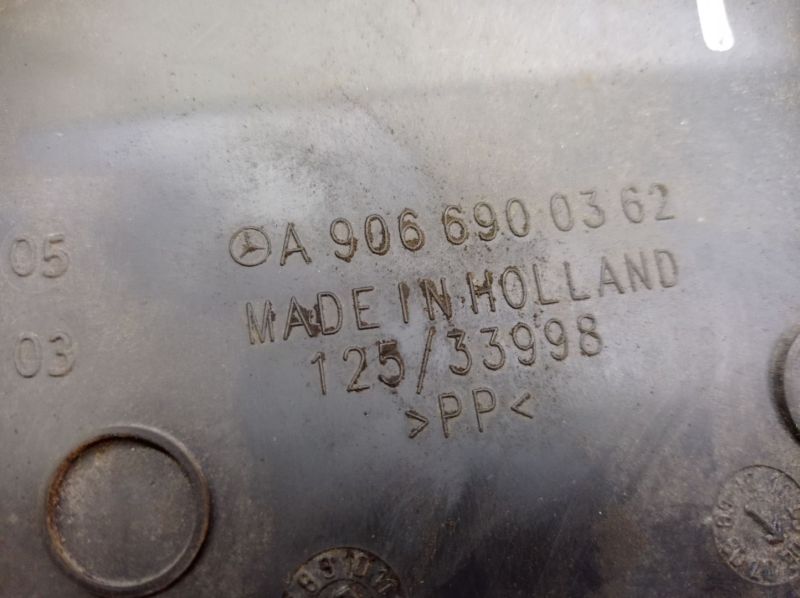 A 906 690 03 62
05
MADE IN HOLLAND
03
125/33998
>PP<